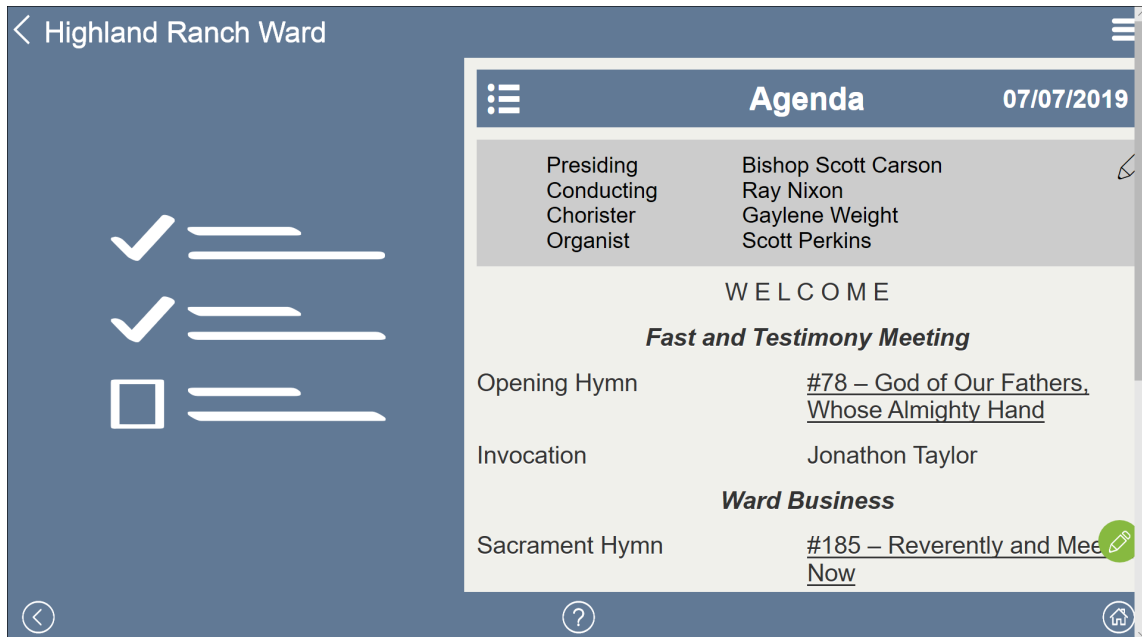 Highland Ranch Ward
Agenda 07/07/2019
Presiding Bishop Scott Carson
Conducting Ray Nixon
Chorister Gaylene Weight
Organist Scott Perkins
W E L C O M E
Fast and Testimony Meeting
Opening Hymn #78 – God of Our Fathers,
Whose Almighty Hand
Invocation Jonathon Taylor
Ward Business
Sacrament Hymn #185 – Reverently and Mee
Now
?